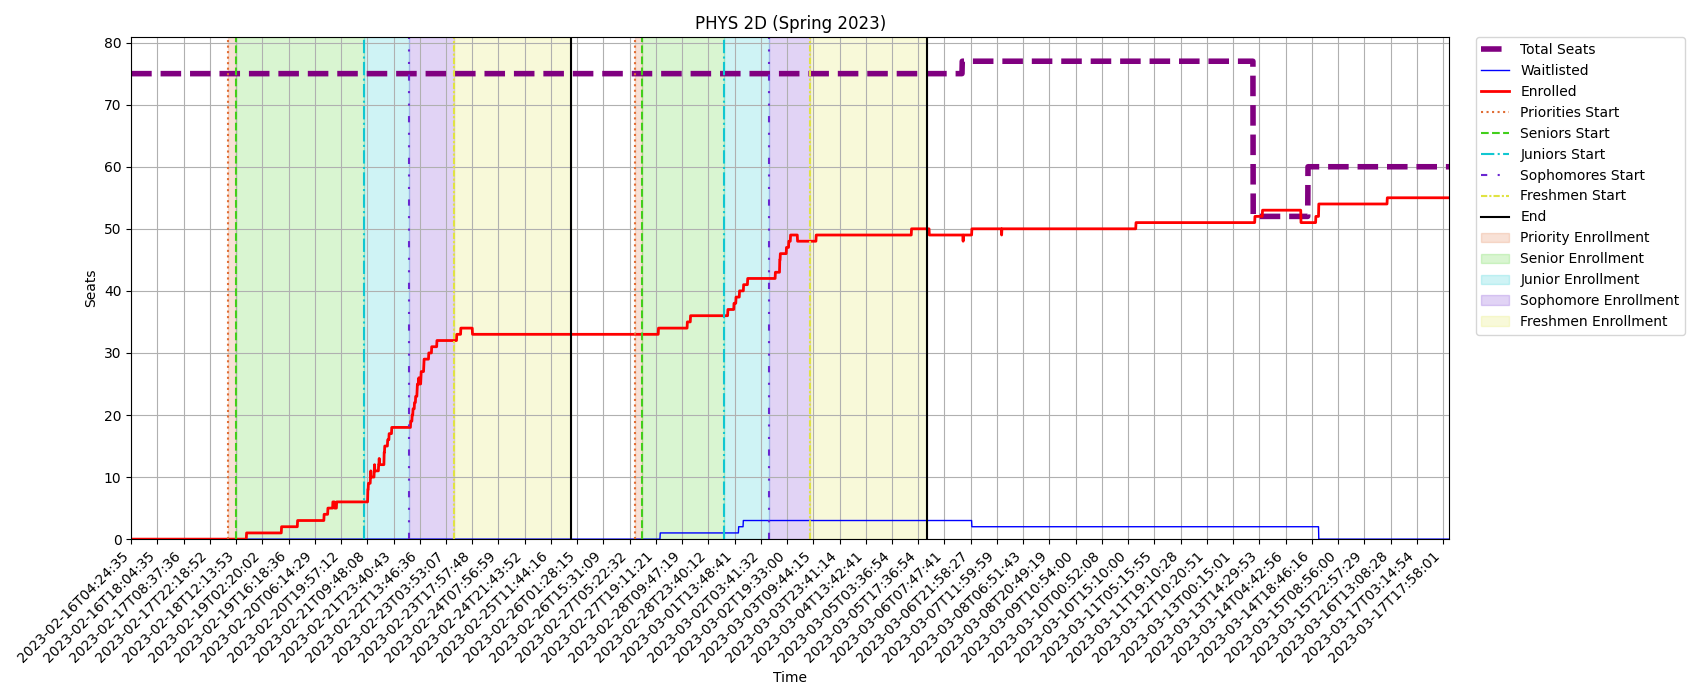 PHYS 2D (Spring 2023)
Total Seats
Waitlisted
Enrolled
Priorities Start
Seniors Start
Juniors Start
Sophomores Start
Freshmen Start
End
Priority Enrollment
Senior Enrollment
Junior Enrollment
Sophomore Enrollment
Freshmen Enrollment
80
70
60
50
40
30
20
10
0
Seats
2023-02-16T04:24:35
2023-02-16T18:04:35
2023-02-17T08:37:36
2023-02-17T22:18:52
2023-02-18T12:13:53
2023-02-19T02:20:02
2023-02-19T16:18:36
2023-02-20T06:14:29
2023-02-20T19:57:12
2023-02-21T09:48:08
2023-02-21T23:40:43
2023-02-22T13:46:36
2023-02-23T03:53:07
2023-02-23T17:57:48
2023-02-24T07:56:59
2023-02-24T21:43:52
2023-02-25T11:44:16
2023-02-26T01:28:15
2023-02-26T15:31:09
2023-02-27T05:22:32
2023-02-27T19:11:21
2023-02-28T09:47:19
2023-02-28T23:40:12
2023-03-01T13:48:41
2023-03-02T03:41:32
2023-03-02T19:33:00
2023-03-03T09:44:15
2023-03-03T23:41:14
2023-03-04T13:42:41
2023-03-05T03:36:54
2023-03-05T17:36:54
2023-03-06T07:47:41
2023-03-06T21:58:27
2023-03-07T11:59:59
2023-03-08T06:51:43
2023-03-08T20:49:19
2023-03-09T10:54:00
2023-03-10T00:52:08
2023-03-10T15:10:00
2023-03-11T05:15:55
2023-03-11T19:10:28
2023-03-12T10:20:51
2023-03-13T00:15:01
2023-03-13T14:29:53
2023-03-14T04:42:56
2023-03-14T18:46:16
2023-03-15T08:56:00
2023-03-15T22:57:29
2023-03-16T13:08:28
2023-03-17T03:14:54
2023-03-17T17:58:01
Time